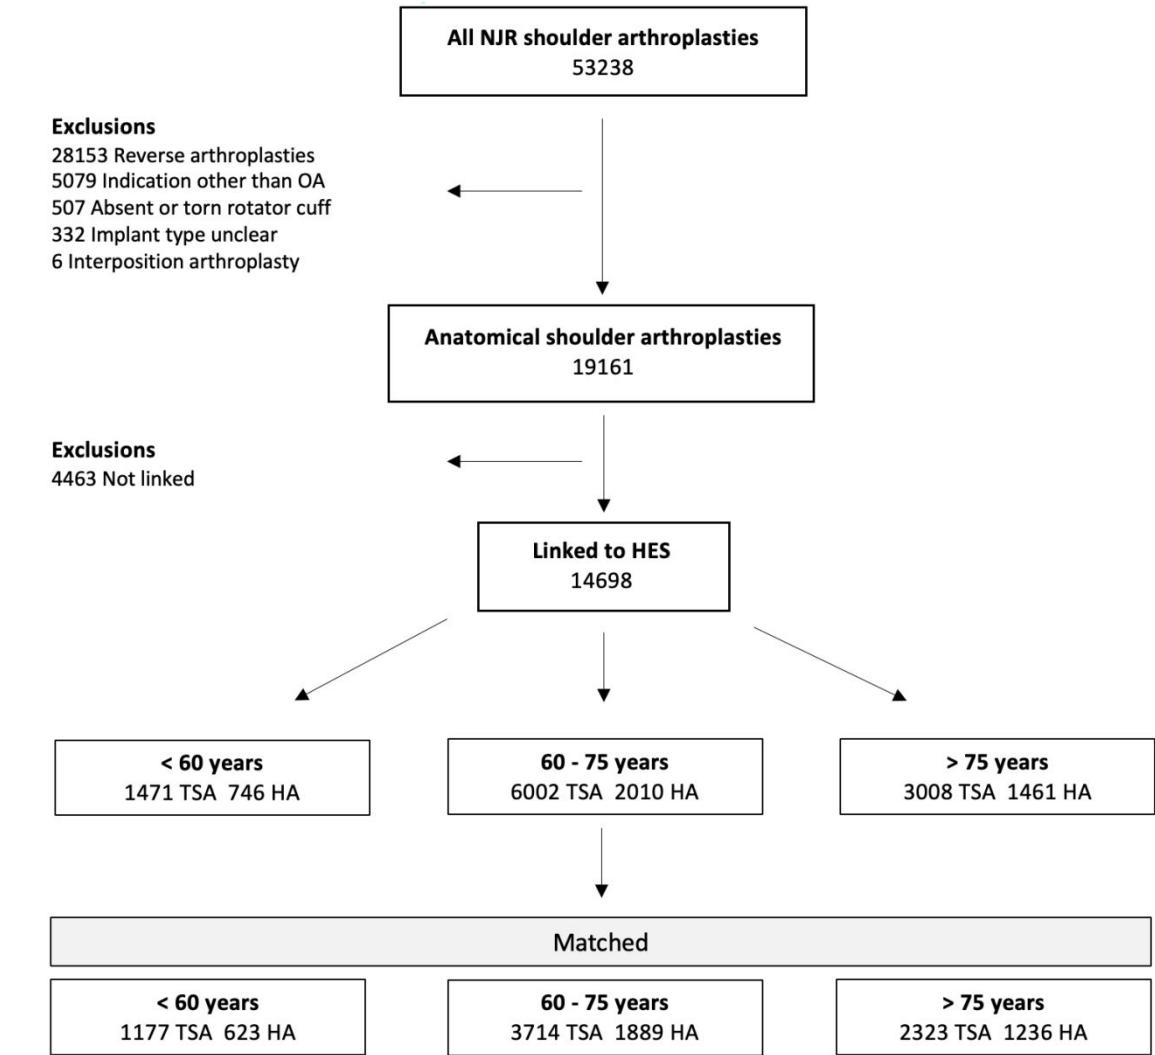 All NJR shoulder arthroplasties
53238
Exclusions
28153 Reverse arthroplasties
5079 Indication other than OA
507 Absent or torn rotator cuff
332 Implant type unclear
6 Interposition arthroplasty
Anatomical shoulder arthroplasties
19161
Exclusions
4463 Not linked
Linked to HES
14698
< 60 years
1471 TSA 746 HA
60 - 75 years
6002 TSA 2010 HA
> 75 years
3008 TSA 1461 HA
Matched
< 60 years
1177 TSA 623 HA
60 - 75 years
3714 TSA 1889 HA
> 75 years
2323 TSA 1236 HA